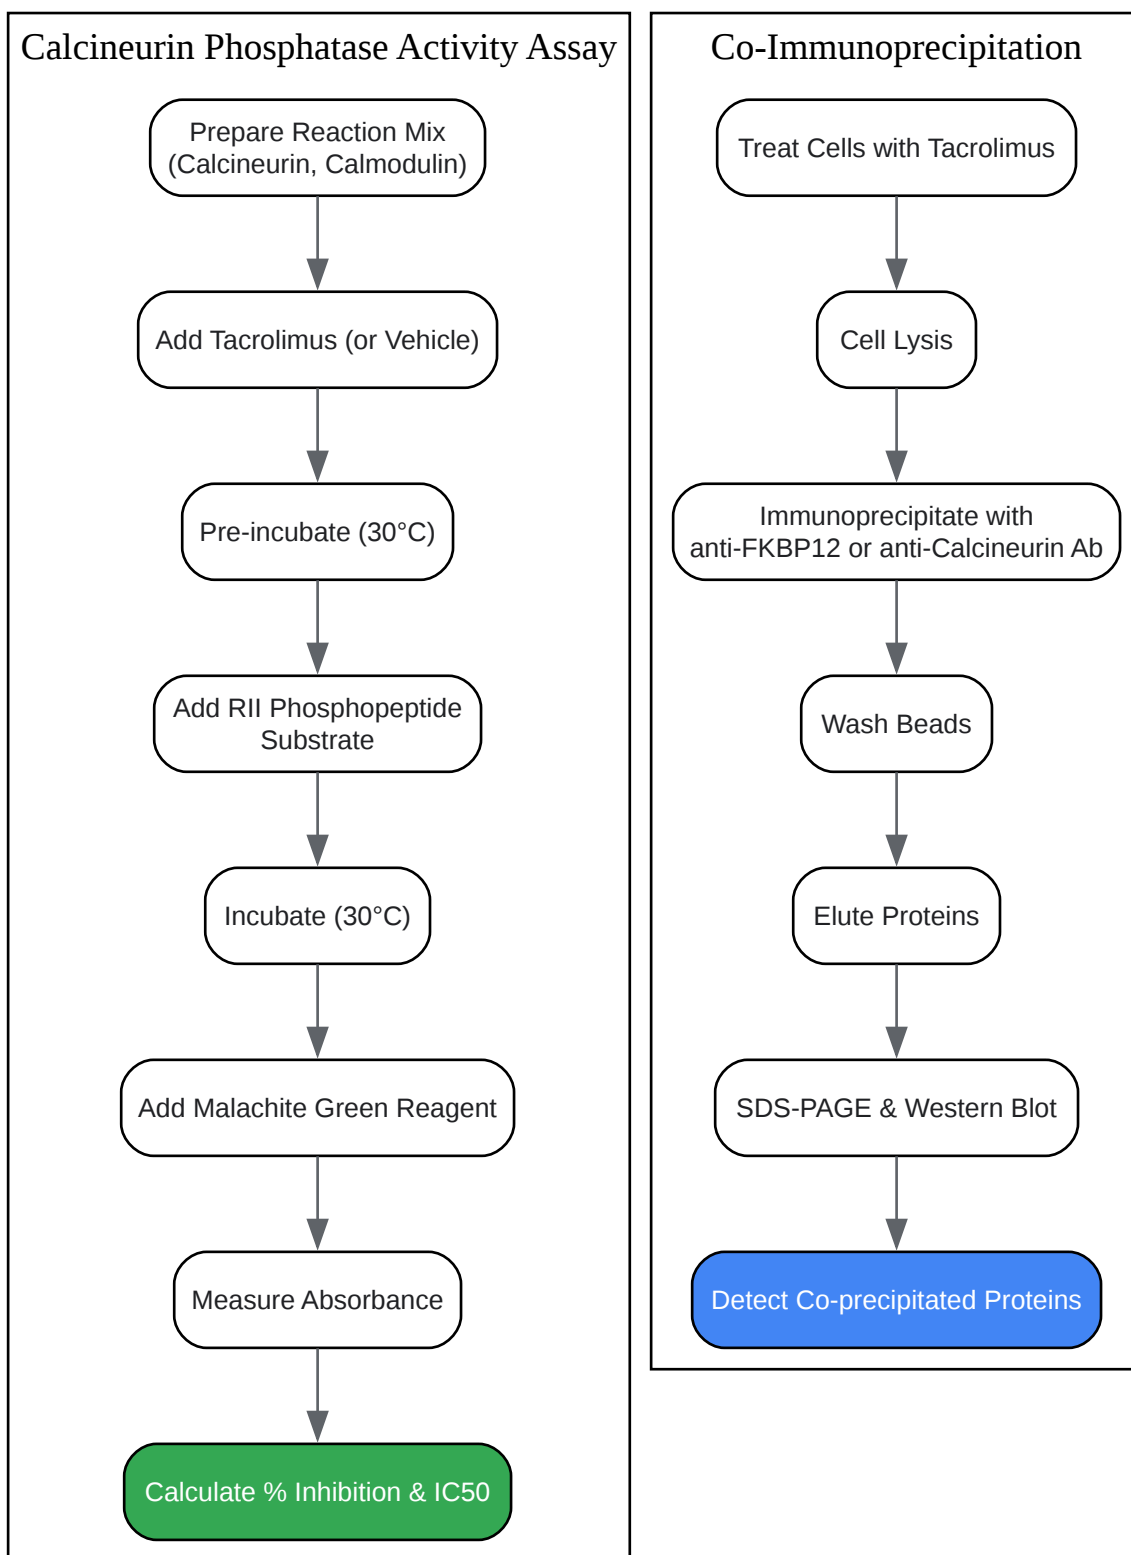 Calcineurin Phosphatase Activity Assay
Prepare Reaction Mix
(Calcineurin, Calmodulin)
Add Tacrolimus (or Vehicle)
Pre-incubate (30°C)
Add RII Phosphopeptide
Substrate
Incubate (30°C)
Add Malachite Green Reagent
Measure Absorbance
Calculate % Inhibition & IC50
Co-Immunoprecipitation
Treat Cells with Tacrolimus
Cell Lysis
Immunoprecipitate with
anti-FKBP12 or anti-Calcineurin Ab
Wash Beads
Elute Proteins
SDS-PAGE & Western Blot
Detect Co-precipitated Proteins